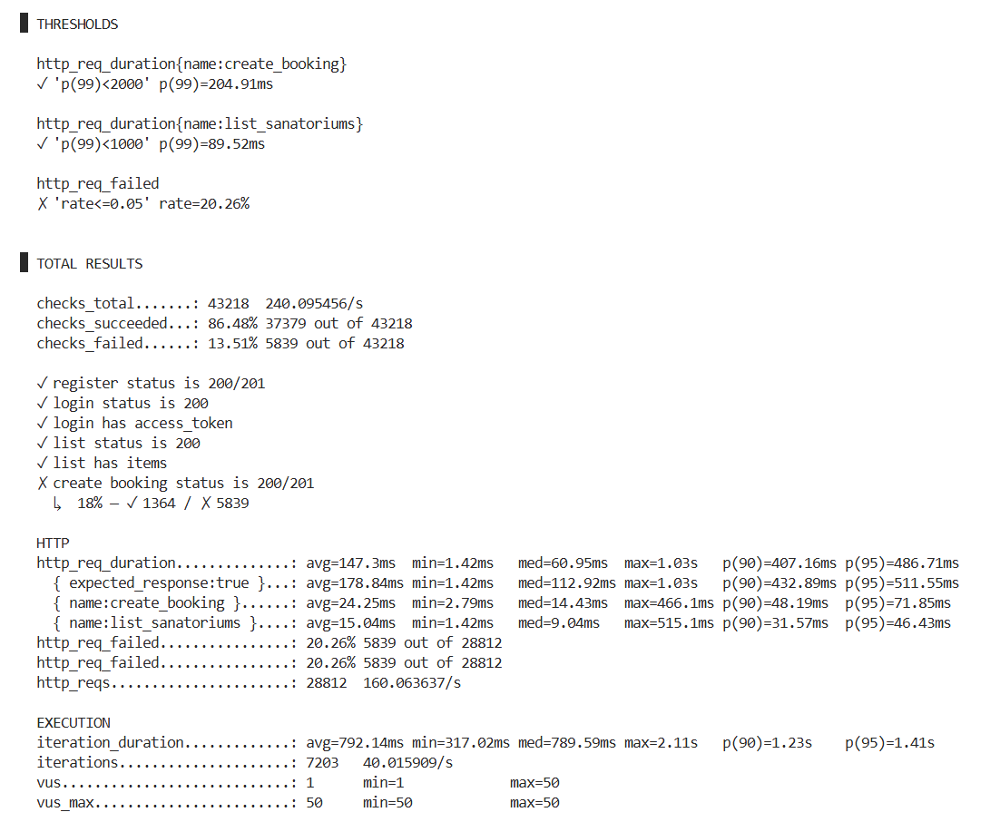 THRESHOLDS
http_req_duration{name:create_booking}
✓ 'p(99)<2000' p(99)=204.91ms
http_req_duration{name:list_sanatoriums}
✓ 'p(99)<1000' p(99)=89.52ms
http_req_failed
✗ 'rate<=0.05' rate=20.26%
TOTAL RESULTS
checks_total.......: 43218 240.095456/s
checks_succeeded...: 86.48% 37379 out of 43218
checks_failed......: 13.51% 5839 out of 43218
✓ register status is 200/201
✓ login status is 200
✓ login has access_token
✓ list status is 200
✓ list has items
✗ create booking status is 200/201
↳ 18% — ✓ 1364 / ✗ 5839
HTTP
http_req_duration..............: avg=147.3ms min=1.42ms med=60.95ms max=1.03s p(90)=407.16ms p(95)=486.71ms
{ expected_response:true }...: avg=178.84ms min=1.42ms med=112.92ms max=1.03s p(90)=432.89ms p(95)=511.55ms
{ name:create_booking }......: avg=24.25ms min=2.79ms med=14.43ms max=466.1ms p(90)=48.19ms p(95)=71.85ms
{ name:list_sanatoriums }....: avg=15.04ms min=1.42ms med=9.04ms max=515.1ms p(90)=31.57ms p(95)=46.43ms
http_req_failed................: 20.26% 5839 out of 28812
http_req_failed................: 20.26% 5839 out of 28812
http_reqs......................: 28812 160.063637/s
EXECUTION
iteration_duration.............: avg=792.14ms min=317.02ms med=789.59ms max=2.11s p(90)=1.23s p(95)=1.41s
iterations.....................: 7203 40.015909/s
vus............................: 1 min=1 max=50
vus_max........................: 50 min=50 max=50